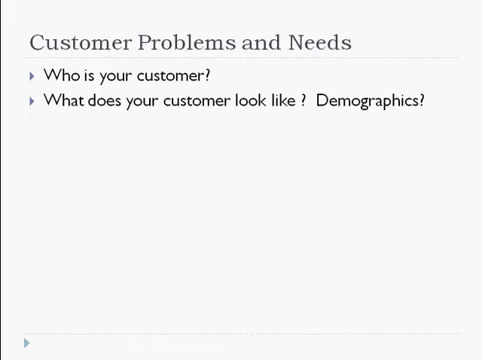 Customer Problems and Needs
Who is your customer?
What does your customer look like ?  Demographics?